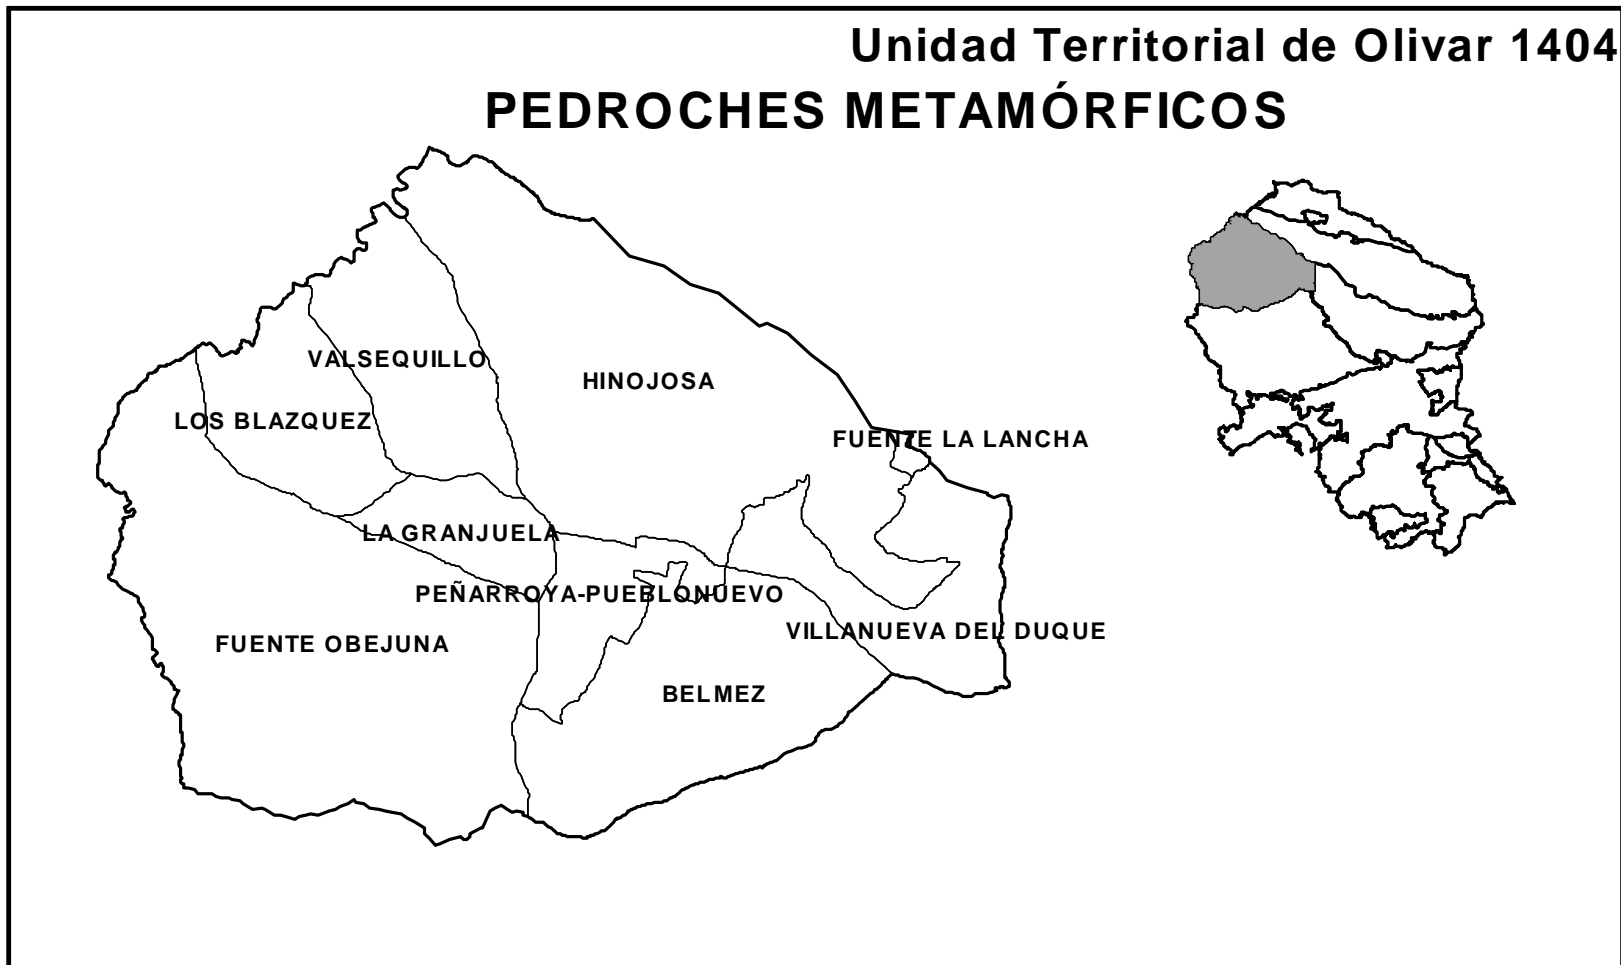 Unidad Territorial de Olivar 1404
PEDROCHES METAMÓRFICOS
VALSEQUILLO
HINOJOSA
LOS BLAZQUEZ
FUENTE LA LANCHA
LA GRANJUELA
PEÑARROYA-PUEBLONUEVO
VILLANUEVA DEL DUQUE
FUENTE OBEJUNA
BELMEZ